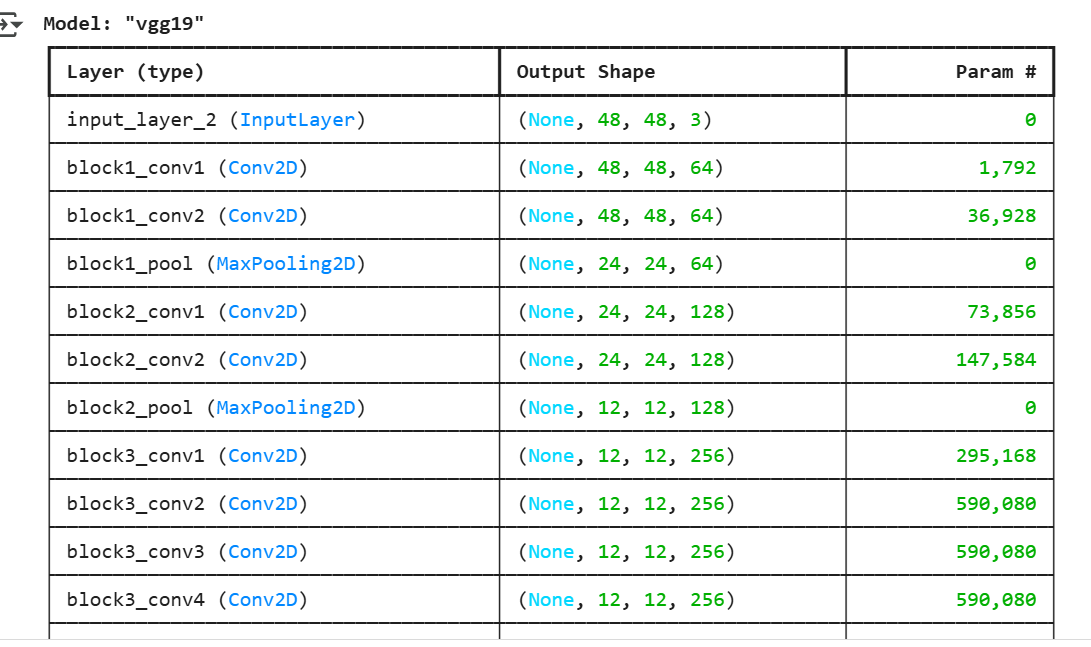 Model: "vgg19"
Layer (type) Output Shape Param #
input_layer_2 (InputLayer) (None, 48, 48, 3) 0
block1_conv1 (Conv2D) (None, 48, 48, 64) 1,792
block1_conv2 (Conv2D) (None, 48, 48, 64) 36,928
block1_pool (MaxPooling2D) (None, 24, 24, 64) 0
block2_conv1 (Conv2D) (None, 24, 24, 128) 73,856
block2_conv2 (Conv2D) (None, 24, 24, 128) 147,584
block2_pool (MaxPooling2D) (None, 12, 12, 128) 0
block3_conv1 (Conv2D) (None, 12, 12, 256) 295,168
block3_conv2 (Conv2D) (None, 12, 12, 256) 590,080
block3_conv3 (Conv2D) (None, 12, 12, 256) 590,080
block3_conv4 (Conv2D) (None, 12, 12, 256) 590,080